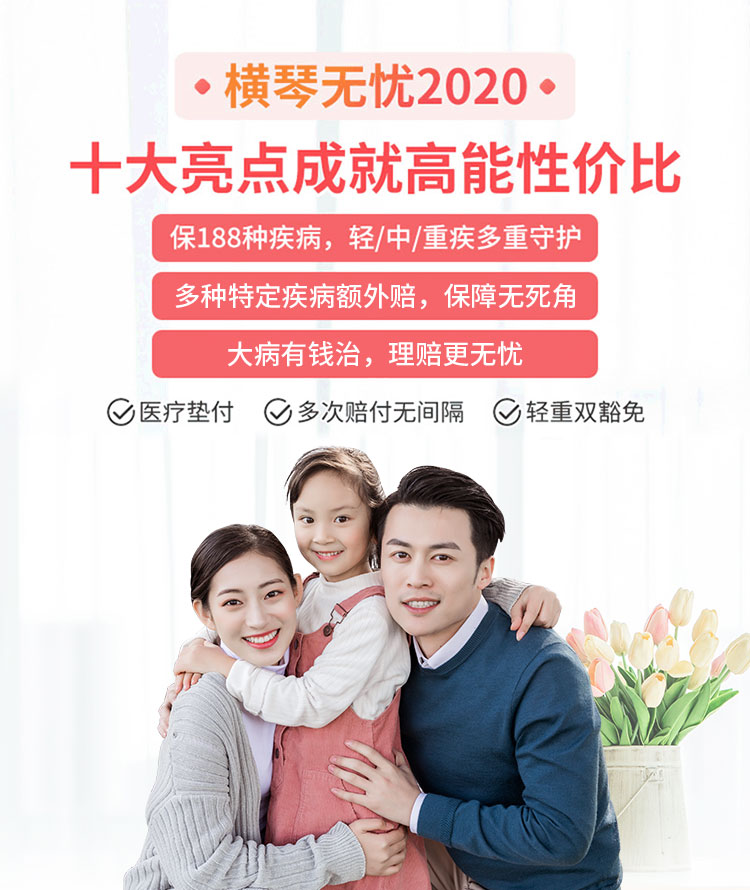 • 横琴无忧2020 •
十大亮点成就高能性价比
保188种疾病，轻/中/重疾多重守护
多种特定疾病额外赔，保障无死角
大病有钱治，理赔更无忧
医疗垫付 多次赔付无间隔 轻重双豁免